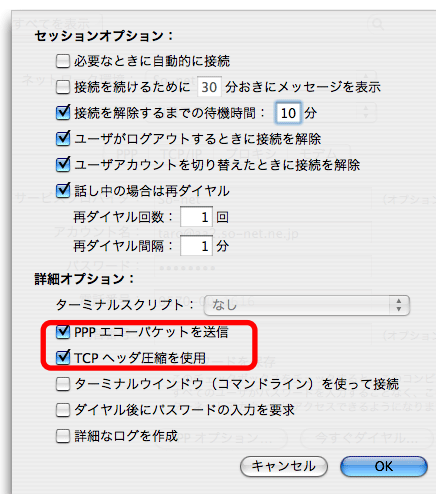 すべてを表示
セッションオプション：
必要なときに自動的に接続
接続を続けるために 30 分おきにメッセージを表示
接続を解除するまでの待機時間： 10 分
ユーザがログアウトするときに接続を解除
ユーザアカウントを切り替えたときに接続を解除
話し中の場合は再ダイヤル
再ダイヤル回数： 1 回
再ダイヤル間隔： 1 分
詳細オプション：
ターミナルスクリプト： なし
PPP エコーパケットを送信
TCP ヘッダ圧縮を使用
ターミナルウインドウ（コマンドライン）を使って接続
ダイヤル後にパスワードの入力を要求
詳細なログを作成
キャンセル OK